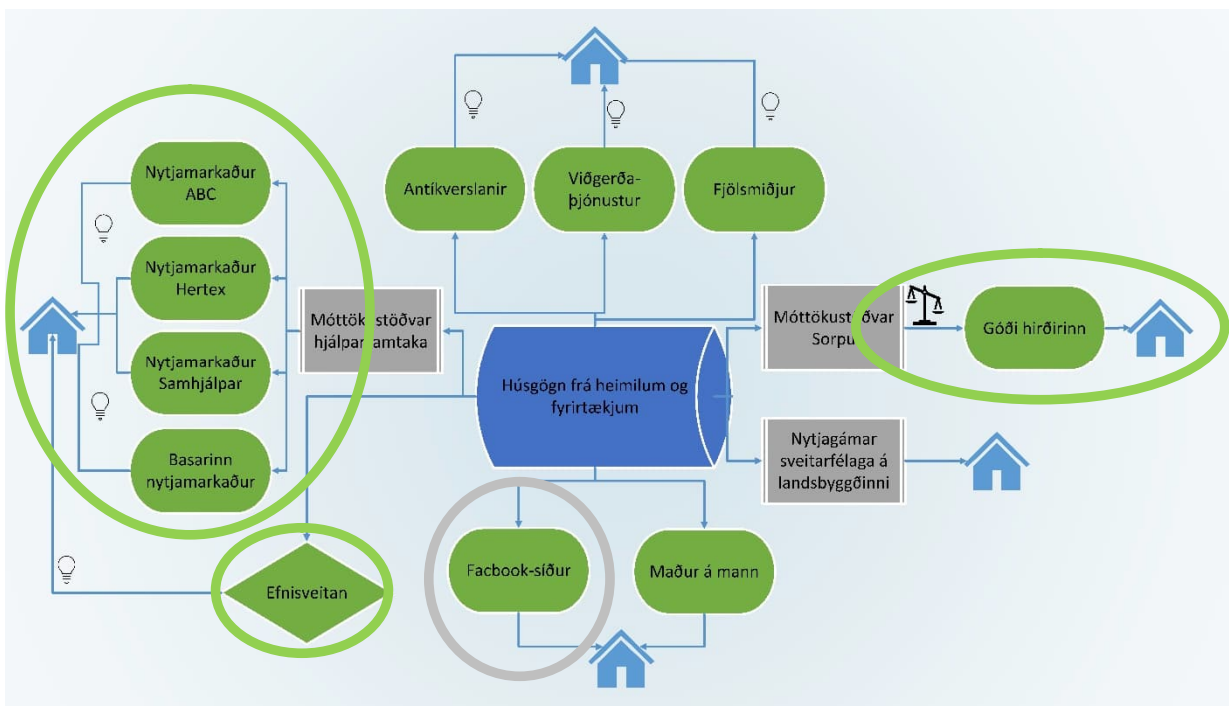 Antíkverslanir
Viðgerða-
þjónustur
Fjölsmiðjur
Nytjamarkaður
ABC
Nytjamarkaður
Hertex
Nytjamarkaður
Samhjálpar
Basarinn
nytjamarkaður
Móttökustöðvar
hjálparsamtaka
Húsgögn frá heimilum og
fyrirtækjum
Móttökustöðvar
Sorpu
Góði hirðirinn
Nytjagámar
sveitarfélaga á
landsbyggðinni
Efnisveitan
Facbook-síður
Maður á mann